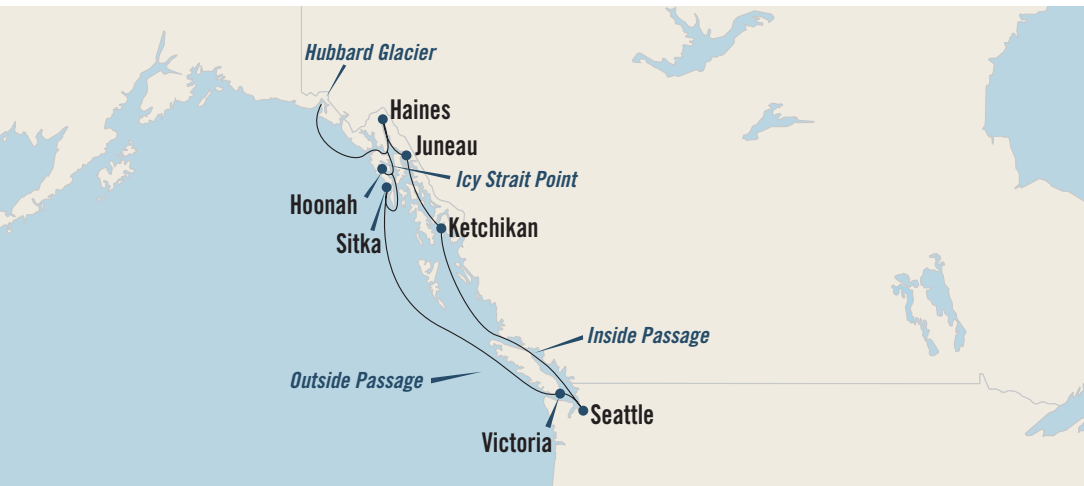 Hubbard Glacier
Haines
Juneau
Icy Strait Point
Hoonah
Sitka
Ketchikan
Inside Passage
Outside Passage
Seattle
Victoria